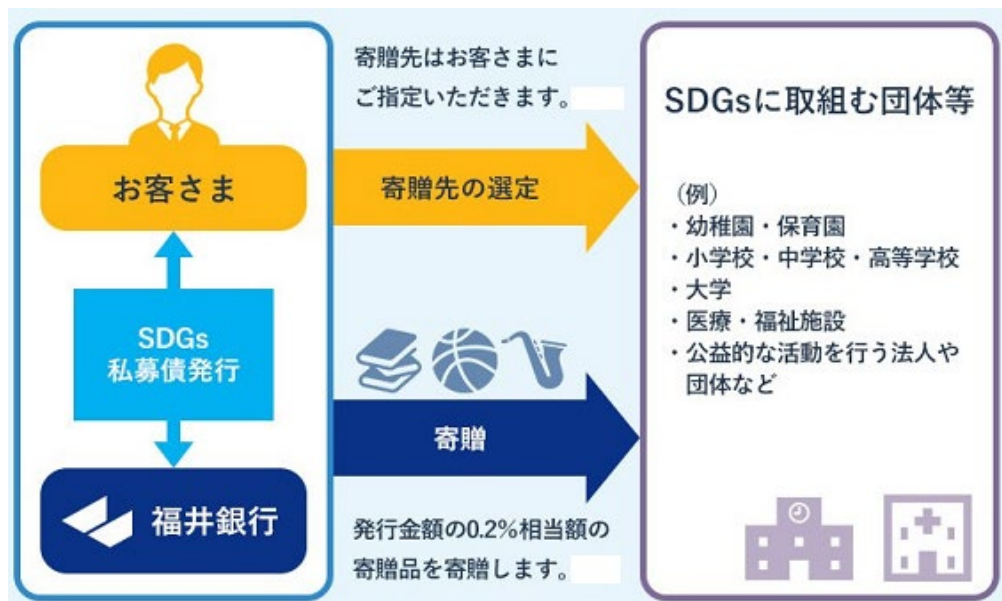 お客さま
SDGs
私募債発行
福井銀行
寄贈先はお客さまに
ご指定いただきます。
寄贈先の選定
寄贈
発行金額の0.2%相当額の
寄贈品を寄贈します。
SDGsに取組む団体等
（例）
・幼稚園・保育園
・小学校・中学校・高等学校
・大学
・医療・福祉施設
・公益的な活動を行う法人や
団体など